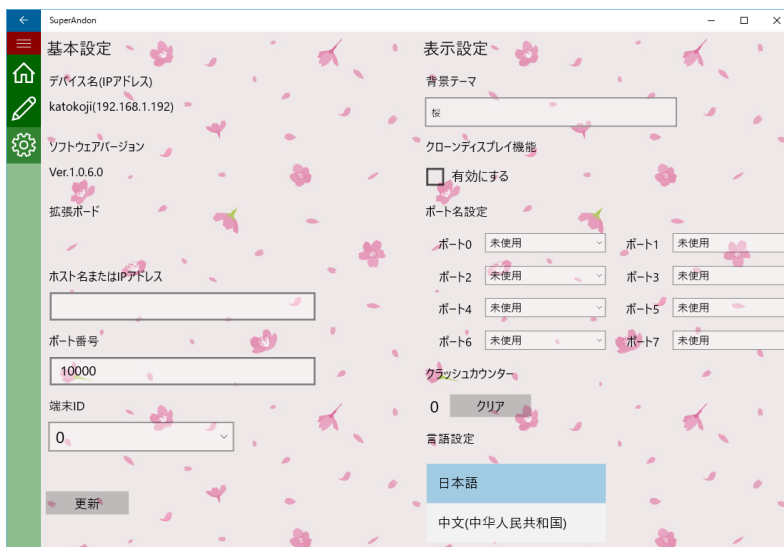 SuperAndon
基本設定
デバイス名(IPアドレス)
katokoji(192.168.1.192)
ソフトウェアバージョン
Ver.1.0.6.0
拡張ボード
ホスト名またはIPアドレス
ポート番号
10000
端末ID
0
更新
表示設定
背景テーマ
桜
クローンディスプレイ機能
有効にする
ポート名設定
ポート0 未使用 ポート1 未使用
ポート2 未使用 ポート3 未使用
ポート4 未使用 ポート5 未使用
ポート6 未使用 ポート7 未使用
クラッシュカウンター
0 クリア
言語設定
日本語
中文(中华人民共和国)